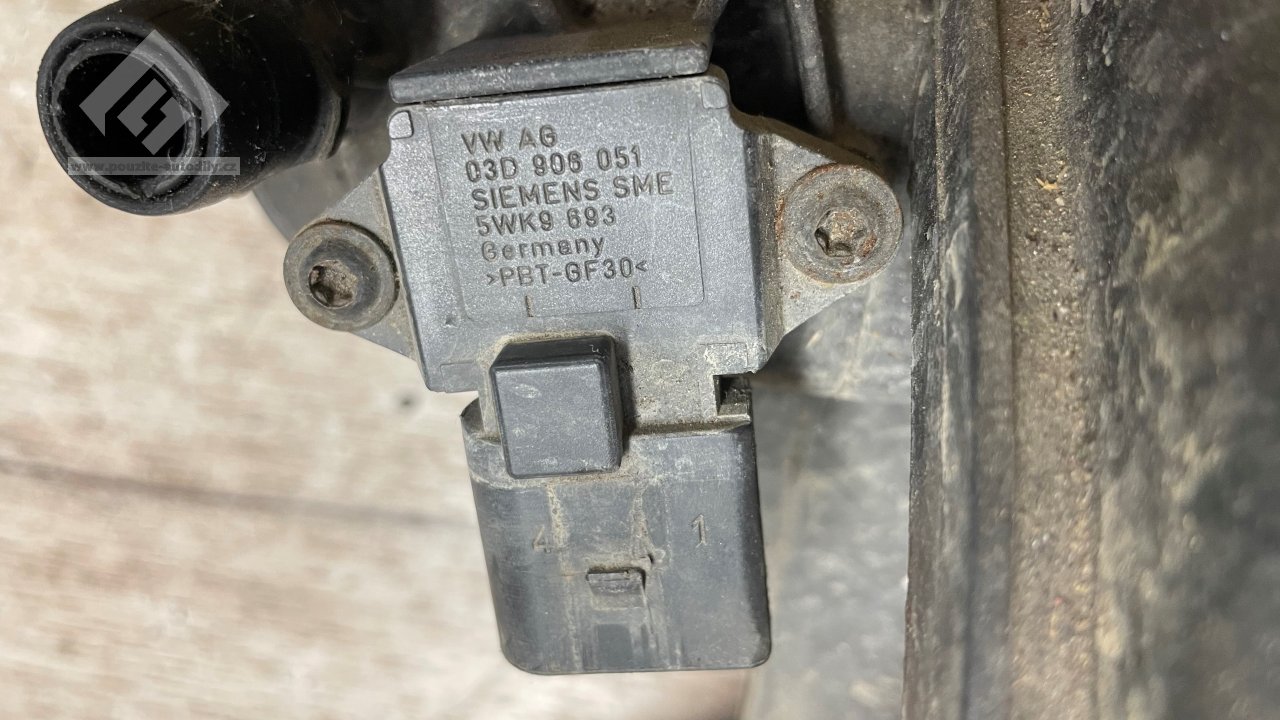 www.pouzite-autodily.cz
VW AG
03D 906 051
SIEMENS SME
5WK9 693
Germany
>PBT-GF30<
4 1